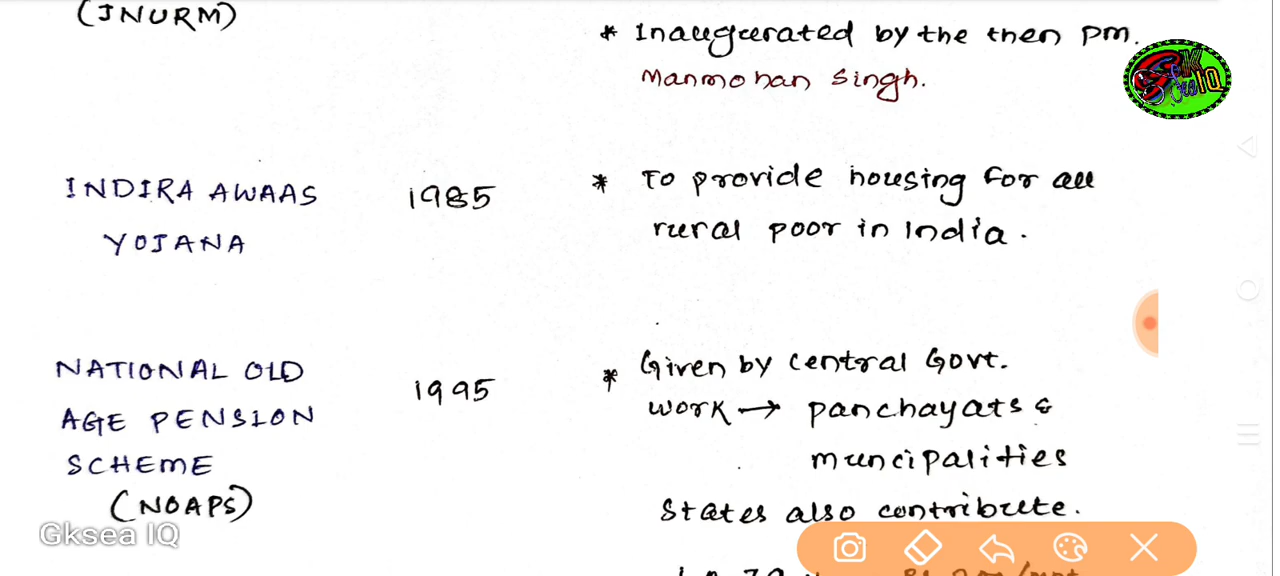 (JNURM)
* Inaugurated by the then PM.
Manmohan Singh.
INDIRA AWAAS
YOJANA
1985
* To provide housing for all
rural poor in India.
NATIONAL OLD
AGE PENSION
SCHEME
(NOAPS)
1995
* Given by central Govt.
work → panchayats &
muncipalities
States also contribute.
Gksea IQ